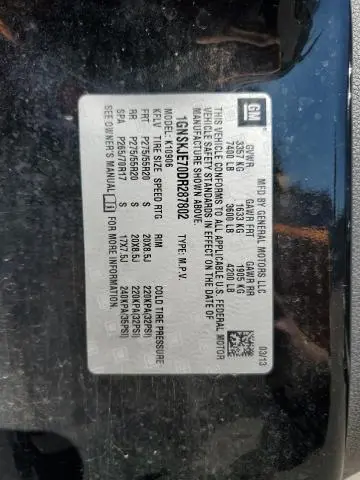 GM
MFD BY GENERAL MOTORS LLC
03/13
GVWR GAWR FRT GAWR RR
3357 KG 1633 KG 1905 KG
7400 LB 3600 LB 4200 LB
THIS VEHICLE CONFORMS TO ALL APPLICABLE U.S. FEDERAL MOTOR
VEHICLE SAFETY STANDARDS IN EFFECT ON THE DATE OF
MANUFACTURE SHOWN ABOVE.
1GNSKJE70DR287802 TYPE: M.P.V.
MODEL: K10906
KFLV TIRE SIZE SPEED RTG RIM COLD TIRE PRESSURE
FRT P275/55R20 S 20X8.5J 220KPA(32PSI)
RR P275/55R20 S 20X8.5J 220KPA(32PSI)
SPA P265/70R17 S 17X7.5J 240KPA(35PSI)
SEE OWNER'S MANUAL FOR MORE INFORMATION.